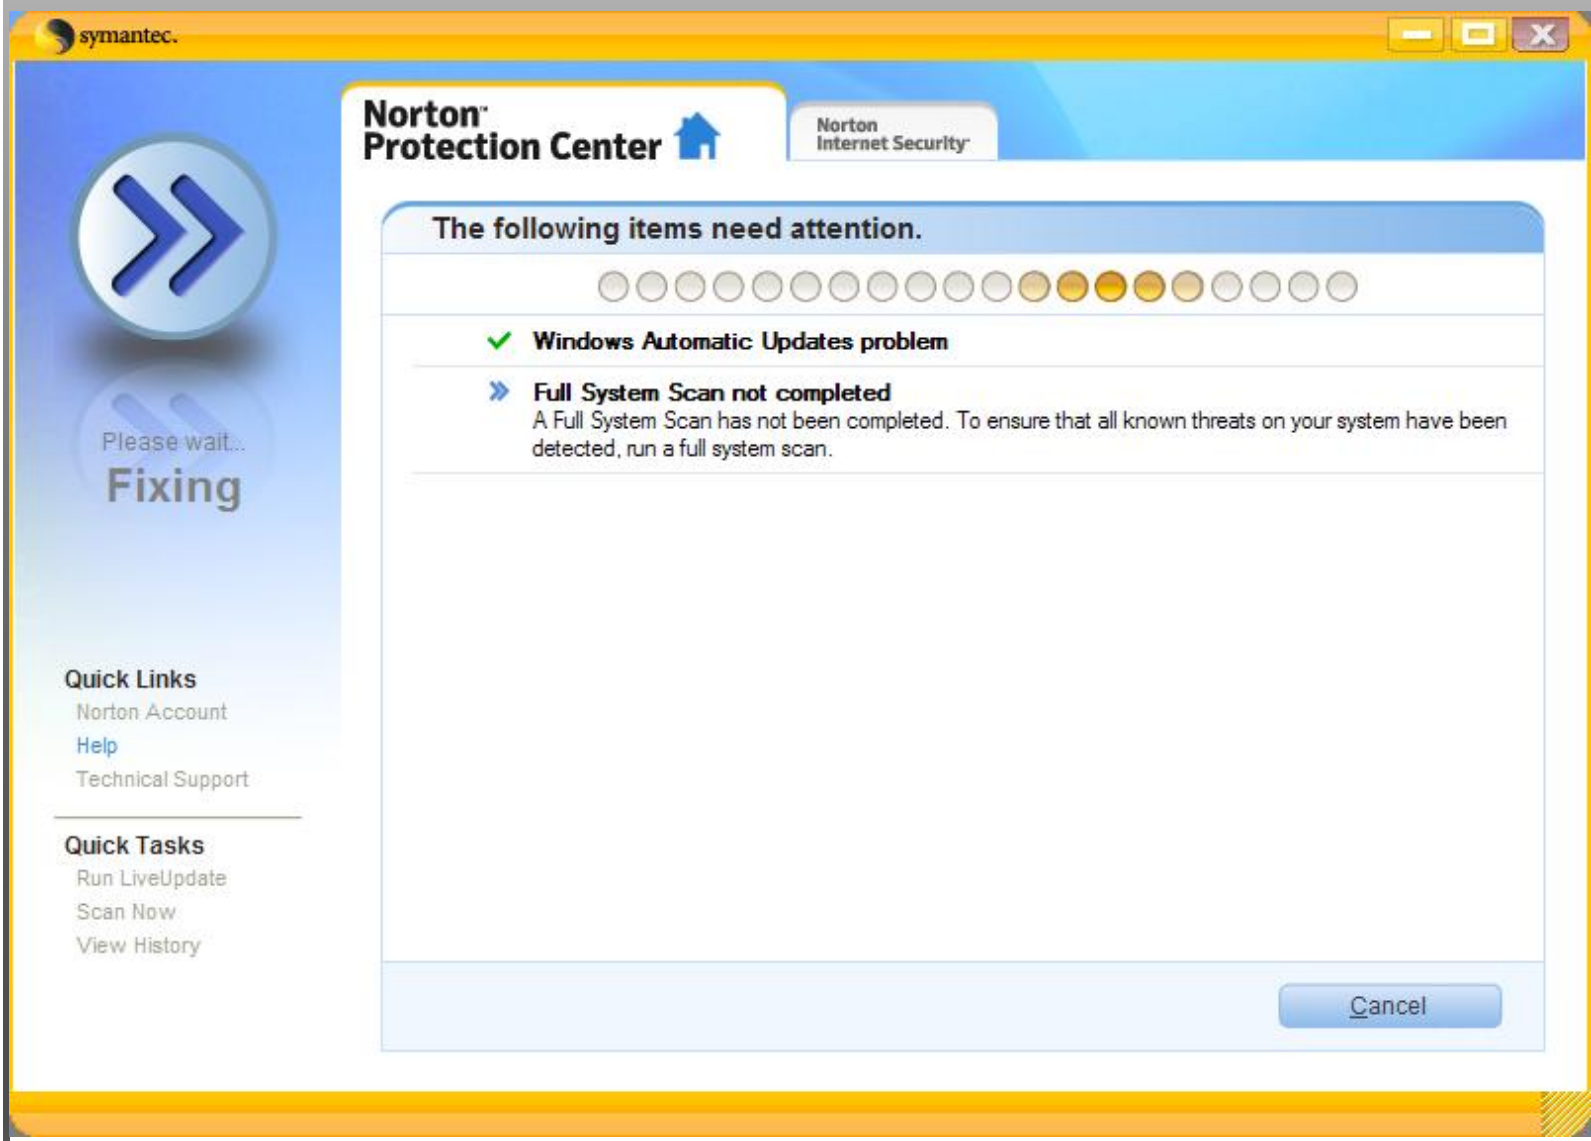 symantec.
Norton™
Protection Center
Norton
Internet Security™
The following items need attention.
Windows Automatic Updates problem
Full System Scan not completed
A Full System Scan has not been completed. To ensure that all known threats on your system have been
detected, run a full system scan.
Please wait...
Fixing
Quick Links
Norton Account
Help
Technical Support
Quick Tasks
Run LiveUpdate
Scan Now
View History
Cancel